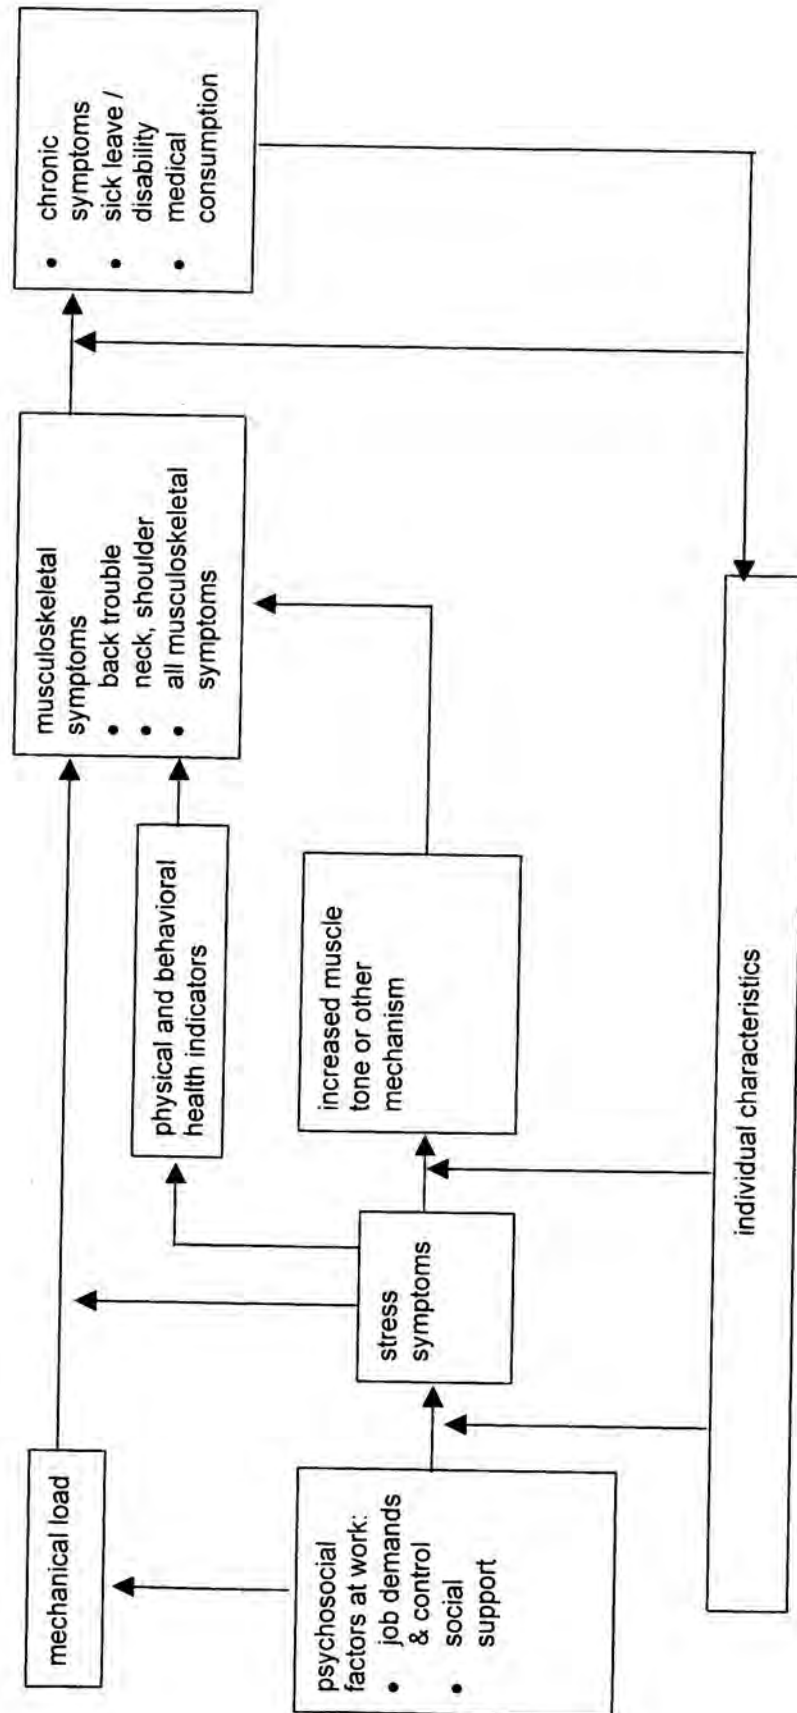 mechanical load
psychosocial
factors at work:
• job demands
& control
• social
support
stress
symptoms
physical and behavioral
health indicators
increased muscle
tone or other
mechanism
musculoskeletal
symptoms
• back trouble
• neck, shoulder
• all musculoskeletal
symptoms
• chronic
symptoms
• sick leave /
disability
• medical
consumption
individual characteristics